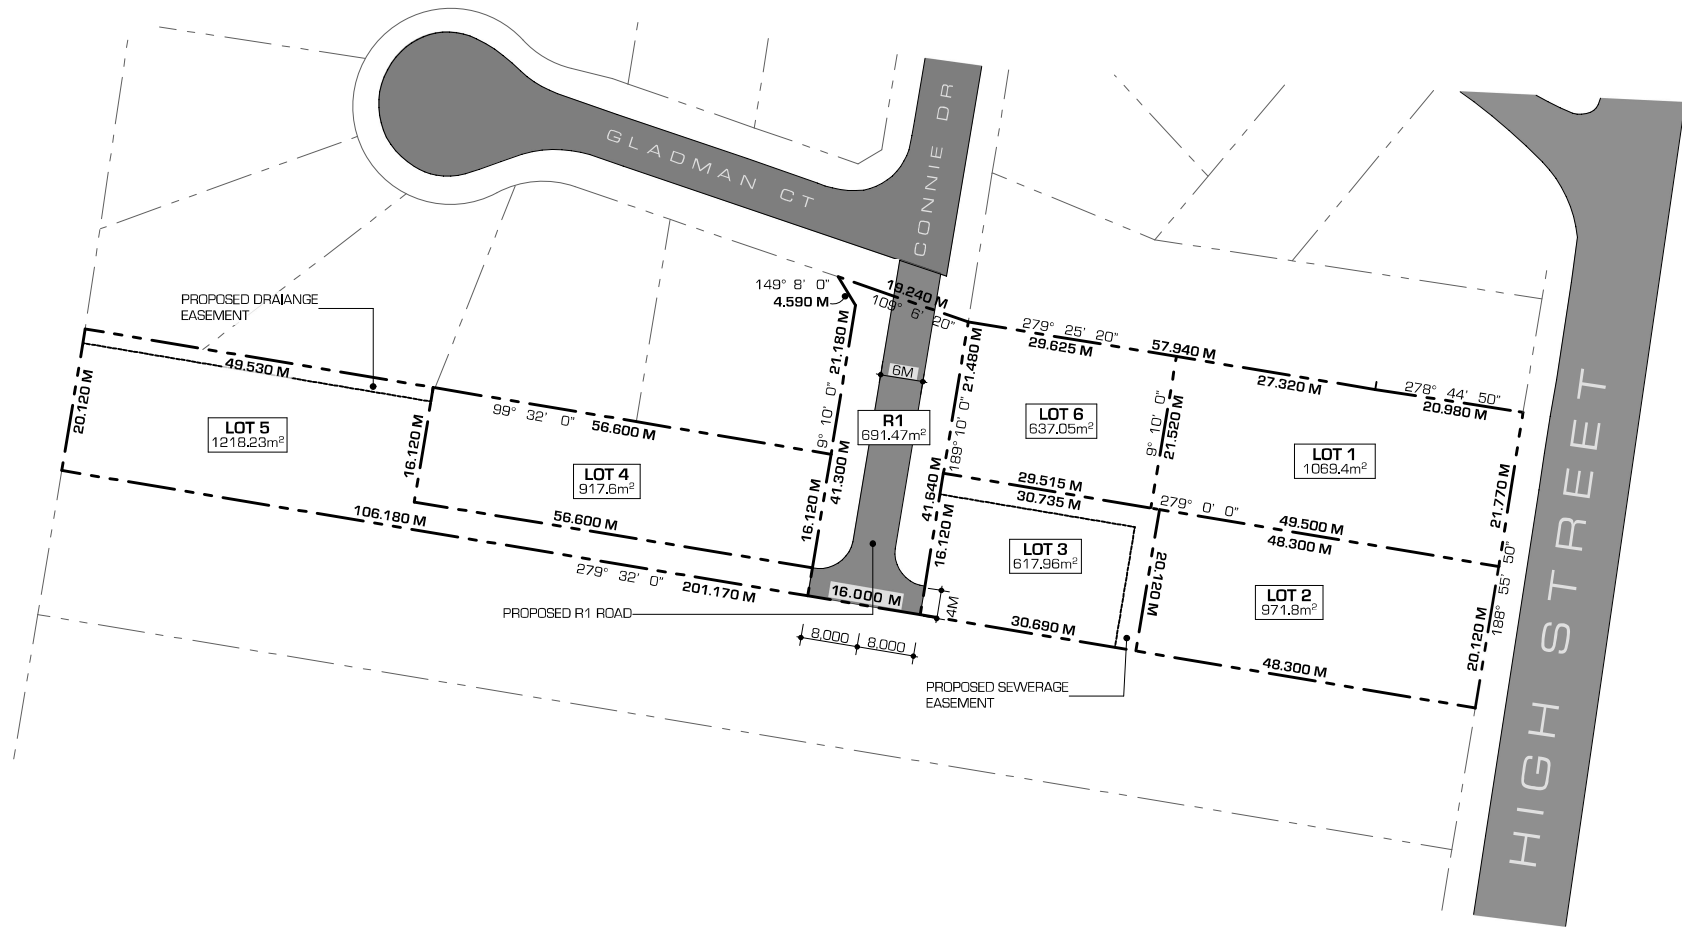 GLADMAN CT
CONNIE DR
149° 8' 0"
4.590 M
19.240 M
109° 6' 20"
PROPOSED DRAIANGE
EASEMENT
279° 25' 20"
29.625 M
57.940 M
27.320 M
278° 44' 50"
20.980 M
49.530 M
20.120 M
LOT 5
1218.23m²
16.120 M
99° 32' 0"
56.600 M
LOT 4
917.6m²
56.600 M
106.180 M
279° 32' 0"
201.170 M
21.180 M
9° 10' 0"
41.300 M
16.120 M
6M
R1
691.47m²
21.480 M
189° 10' 0"
41.640 M
16.120 M
LOT 6
637.05m²
9° 10' 0"
21.520 M
LOT 1
1069.4m²
21.770 M
29.515 M
30.735 M
279° 0' 0"
49.500 M
48.300 M
LOT 3
617.96m²
20.120 M
LOT 2
971.8m²
188° 55' 50"
20.120 M
16.000 M
4M
30.690 M
48.300 M
PROPOSED R1 ROAD
8,000
8,000
PROPOSED SEWERAGE
EASEMENT
HIGH STREET